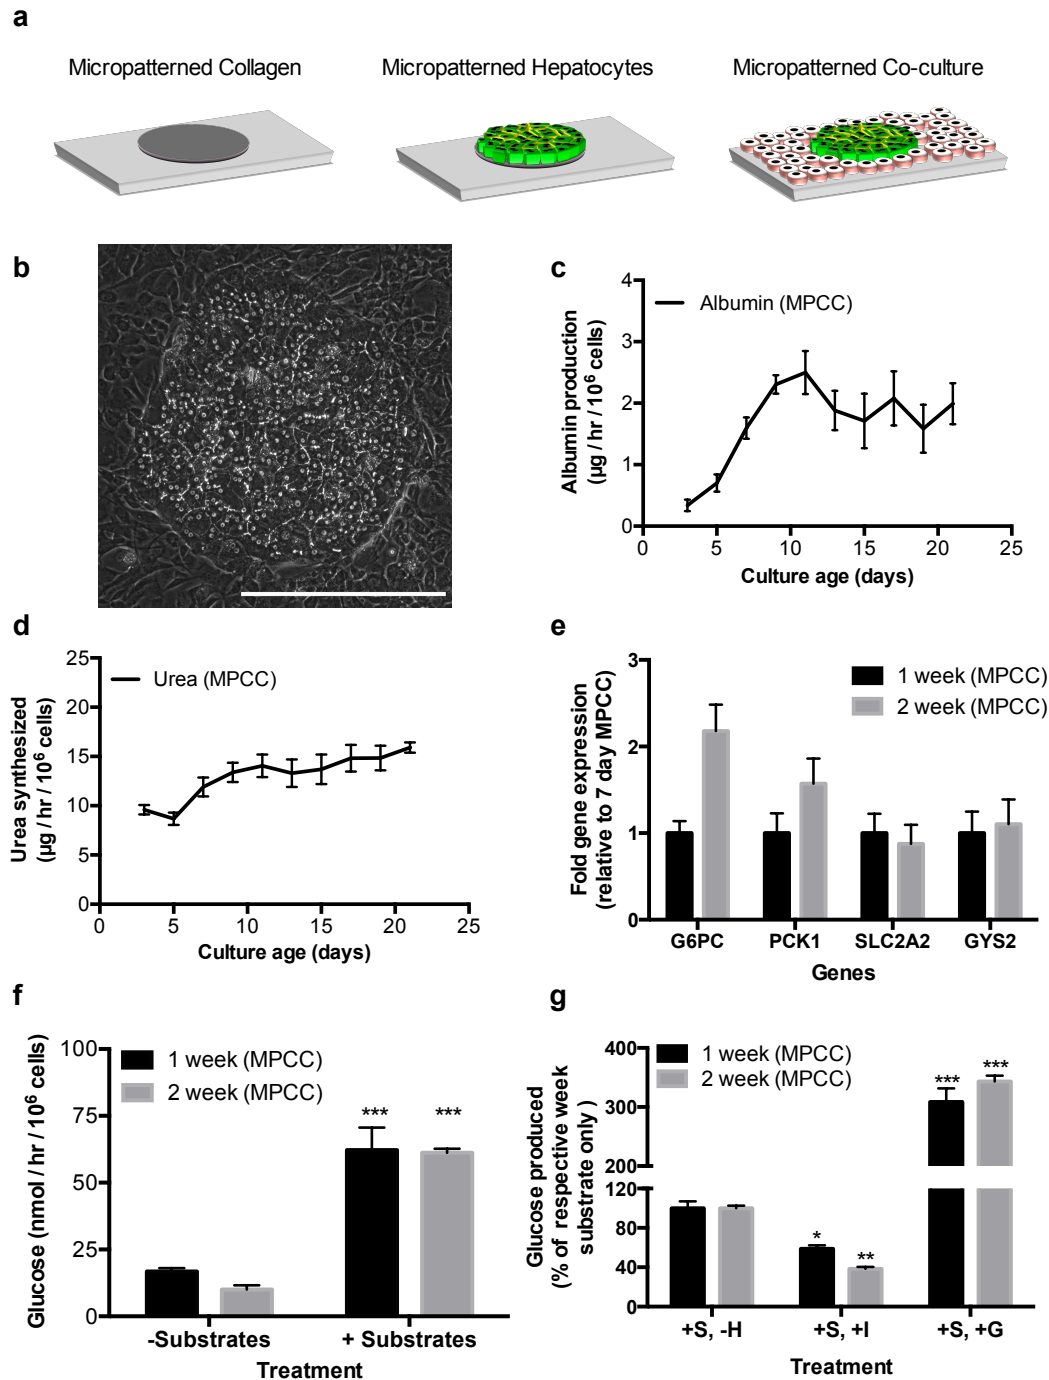 a
Micropatterned Collagen
Micropatterned Hepatocytes
Micropatterned Co-culture
b
c
4
3
2
1
0
Albumin production
(µg / hr / 10⁶ cells)
Albumin (MPCC)
0 5 10 15 20 25
Culture age (days)
d
25
20
15
10
5
0
Urea synthesized
(µg / hr / 10⁶ cells)
Urea (MPCC)
0 5 10 15 20 25
Culture age (days)
e
3
2
1
0
Fold gene expression
(relative to 7 day MPCC)
1 week (MPCC)
2 week (MPCC)
G6PC PCK1 SLC2A2 GYS2
Genes
f
100
75
50
25
0
Glucose (nmol / hr / 10⁶ cells)
1 week (MPCC)
2 week (MPCC)
*** ***
-Substrates + Substrates
Treatment
g
400
300
200
120
80
40
0
Glucose produced
(% of respective week
substrate only )
1 week (MPCC)
2 week (MPCC)
* ** *** ***
+S, -H +S, +I +S, +G
Treatment